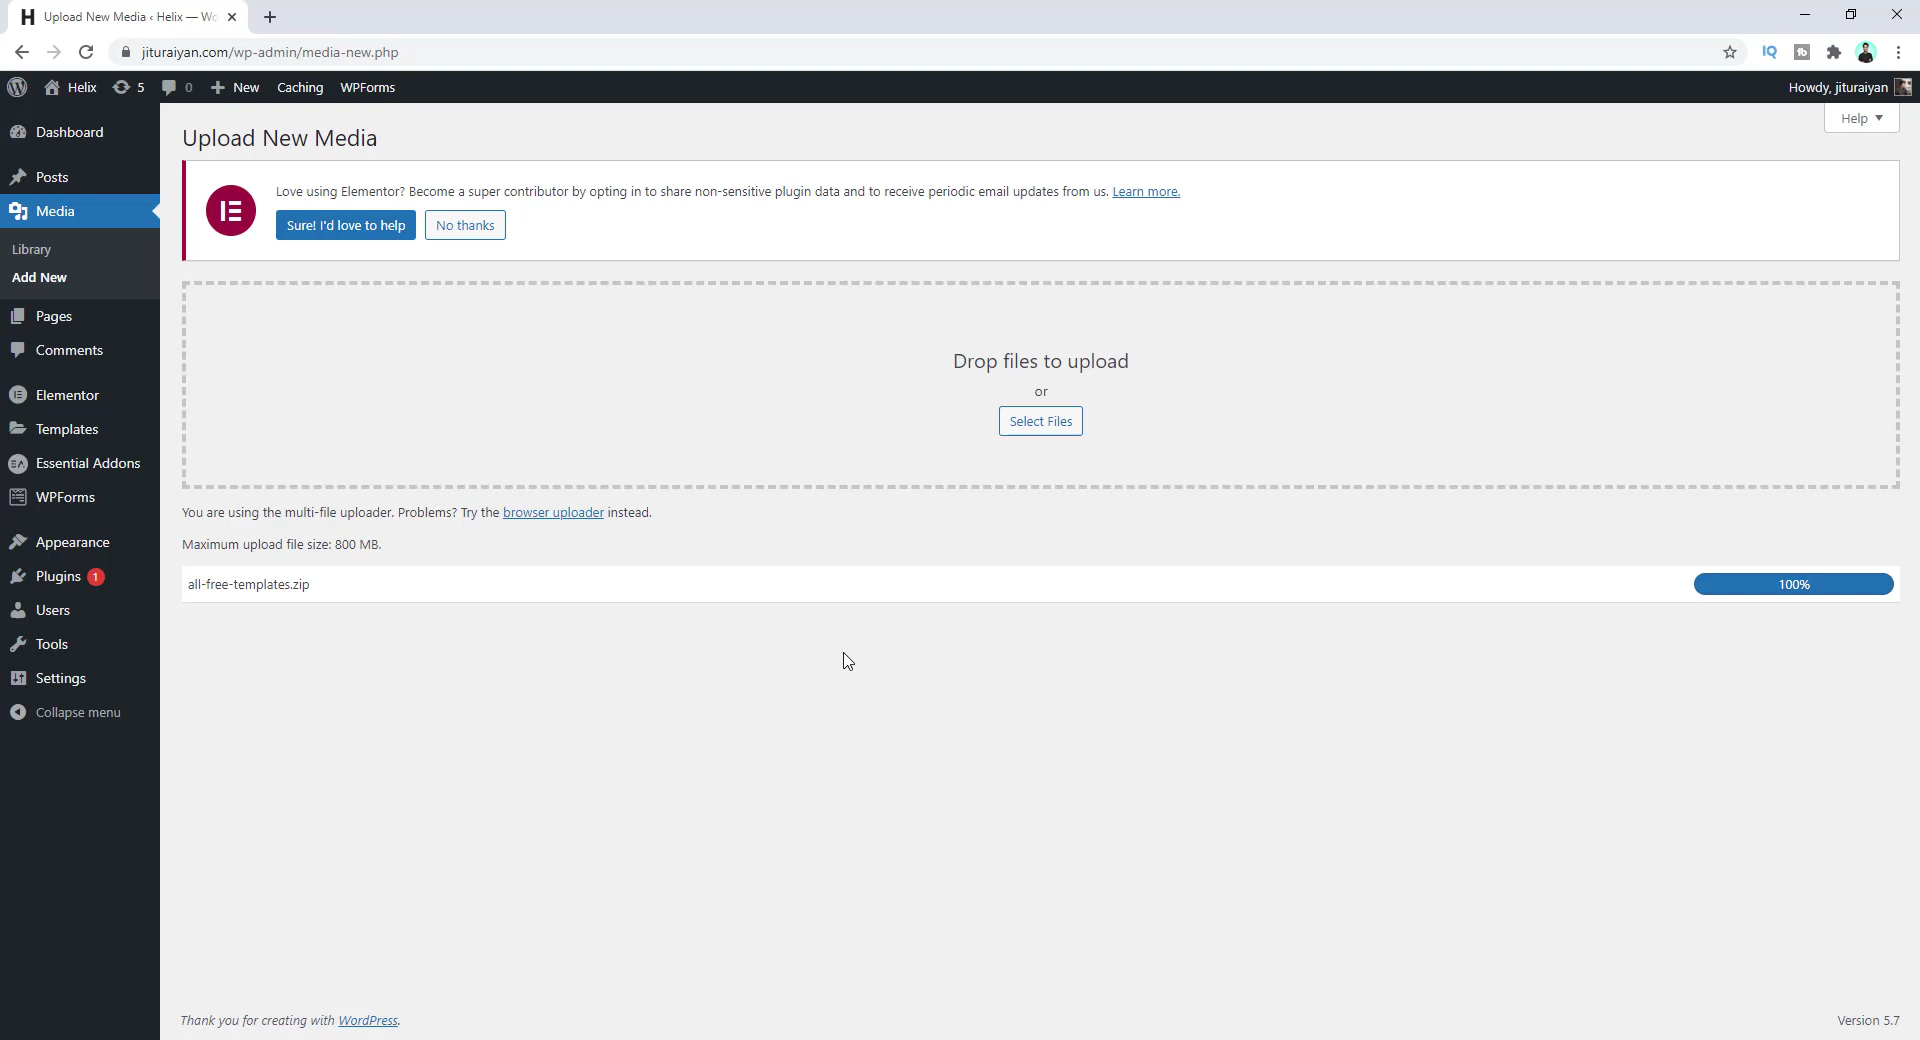 Upload New Media ‹ Helix — Wo
jituraiyan.com/wp-admin/media-new.php
Helix 5 0 New Caching WPForms Howdy, jituraiyan
Help
Dashboard
Posts
Media
Library
Add New
Pages
Comments
Elementor
Templates
Essential Addons
WPForms
Appearance
Plugins 1
Users
Tools
Settings
Collapse menu
Upload New Media
Love using Elementor? Become a super contributor by opting in to share non-sensitive plugin data and to receive periodic email updates from us. Learn more.
Sure! I'd love to help No thanks
Drop files to upload
or
Select Files
You are using the multi-file uploader. Problems? Try the browser uploader instead.
Maximum upload file size: 800 MB.
all-free-templates.zip 100%
Thank you for creating with WordPress. Version 5.7